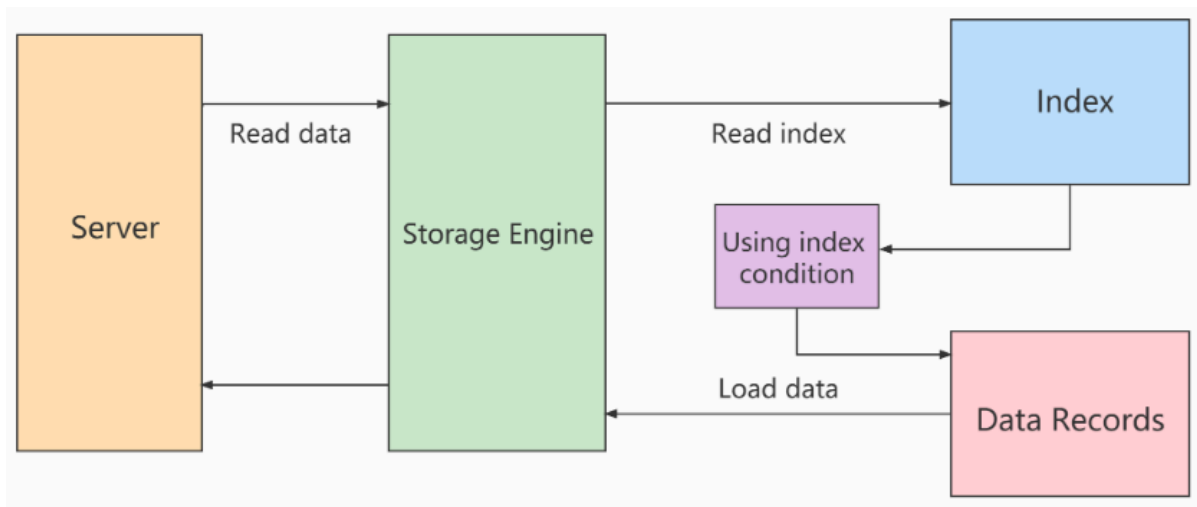 Server
Read data
Storage Engine
Read index
Index
Using index
condition
Load data
Data Records